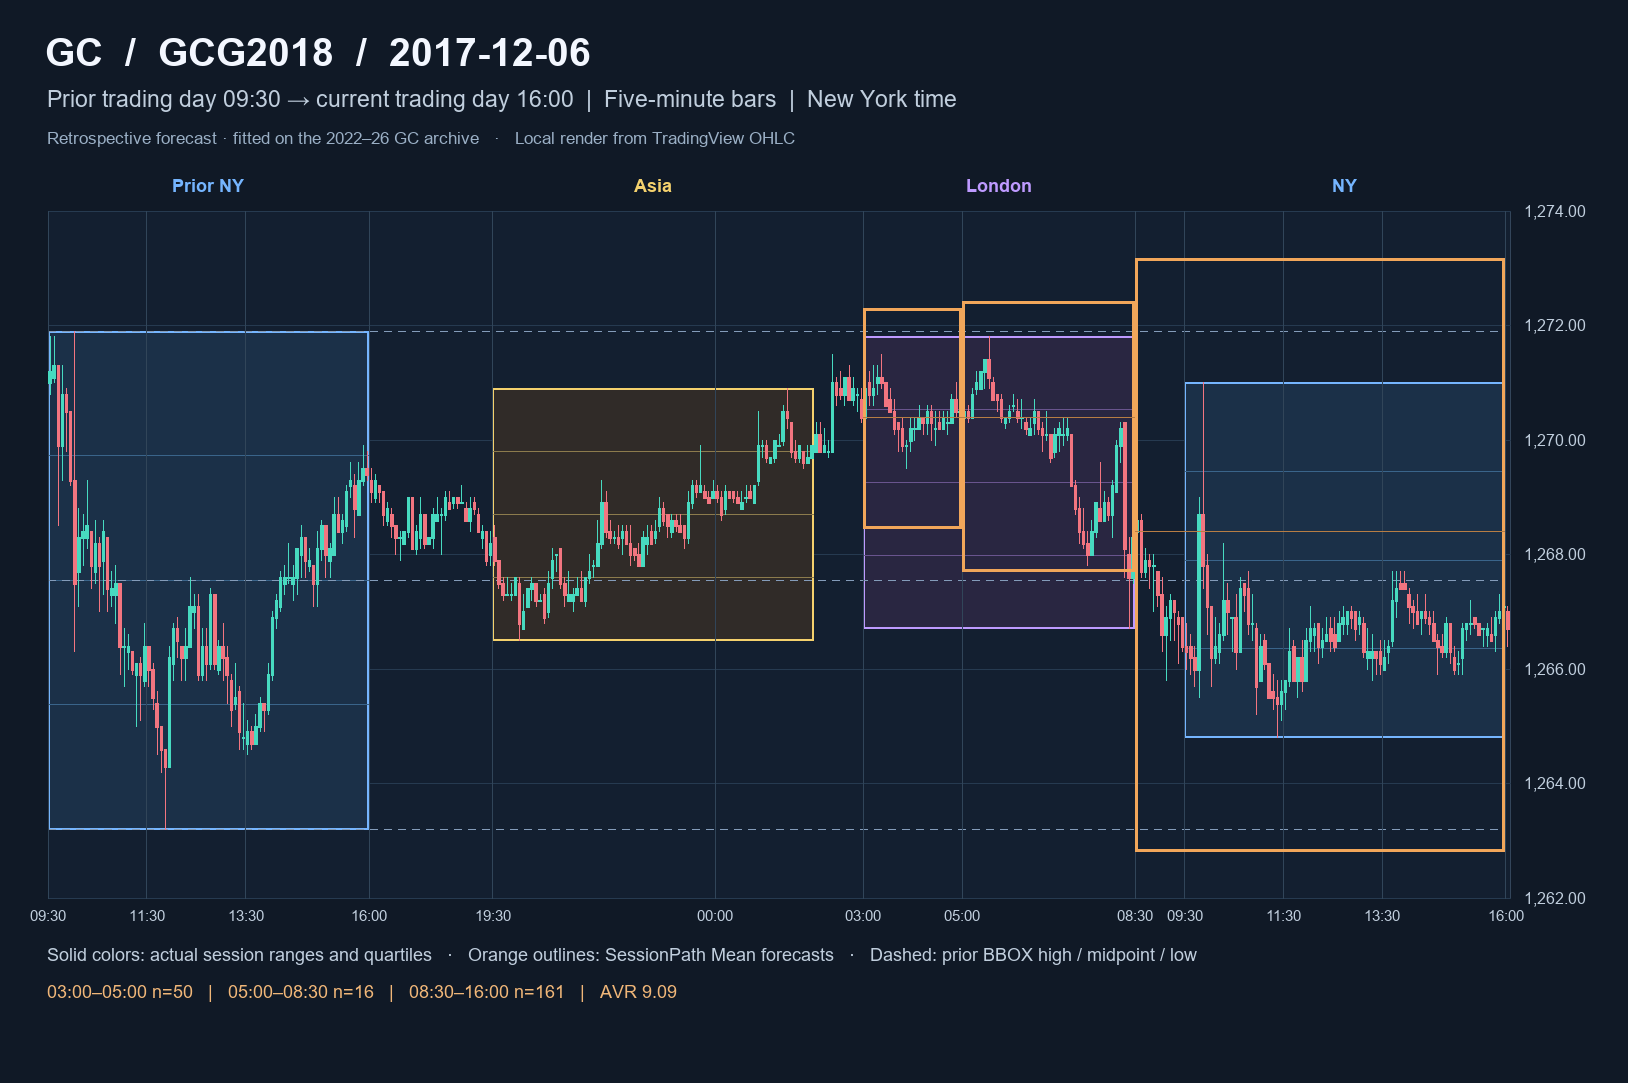 GC / GCG2018 / 2017-12-06
Prior trading day 09:30 → current trading day 16:00 | Five-minute bars | New York time
Retrospective forecast · fitted on the 2022–26 GC archive · Local render from TradingView OHLC
Prior NY Asia London NY
1,274.00
1,272.00
1,270.00
1,268.00
1,266.00
1,264.00
1,262.00
09:30 11:30 13:30 16:00 19:30 00:00 03:00 05:00 08:30 09:30 11:30 13:30 16:00
Solid colors: actual session ranges and quartiles · Orange outlines: SessionPath Mean forecasts · Dashed: prior BBOX high / midpoint / low
03:00–05:00 n=50 | 05:00–08:30 n=16 | 08:30–16:00 n=161 | AVR 9.09